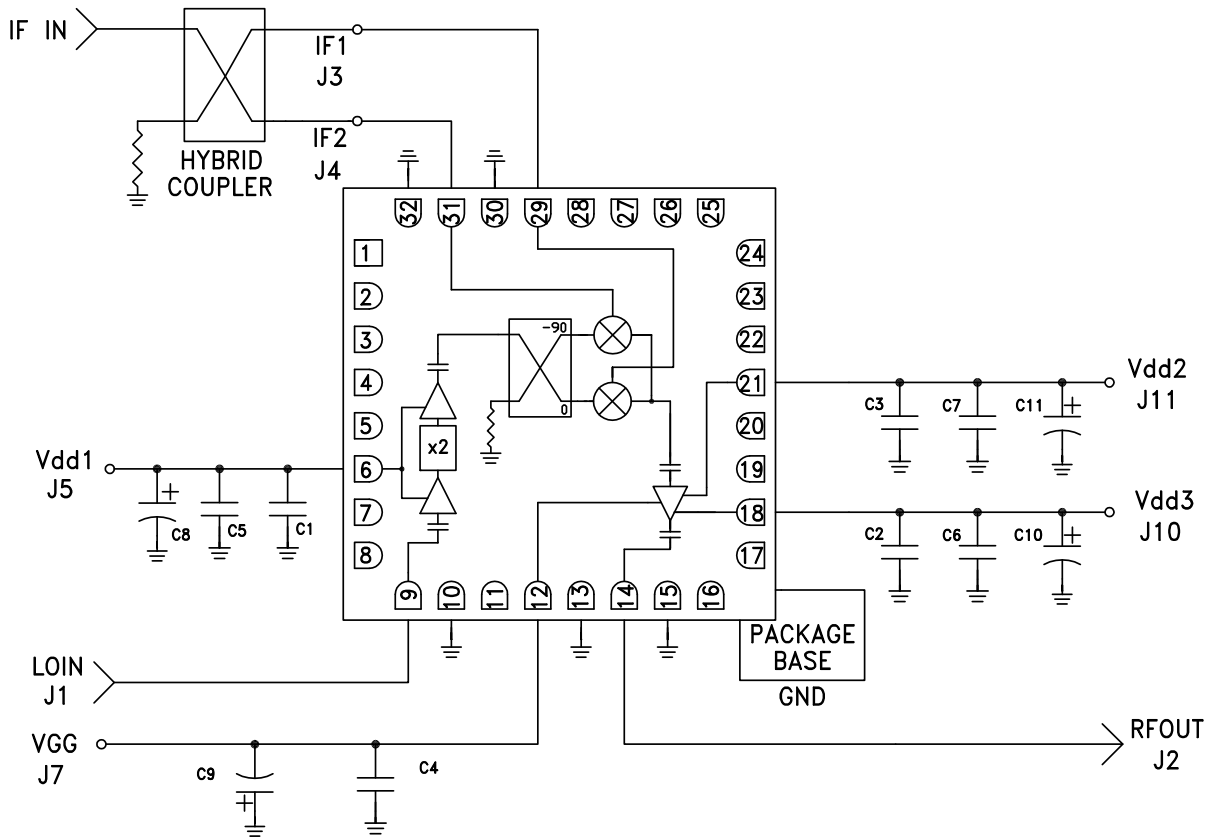 IF IN
IF1
J3
IF2
J4
HYBRID
COUPLER
32
31
30
29
28
27
26
25
1
2
3
4
5
6
7
8
24
23
22
21
20
19
18
17
-90
0
x2
Vdd1
J5
+
C8
C5
C1
Vdd2
J11
C3
C7
C11
+
Vdd3
J10
C2
C6
C10
+
9
10
11
12
13
14
15
16
PACKAGE
BASE
GND
LOIN
J1
VGG
J7
C9
+
C4
RFOUT
J2